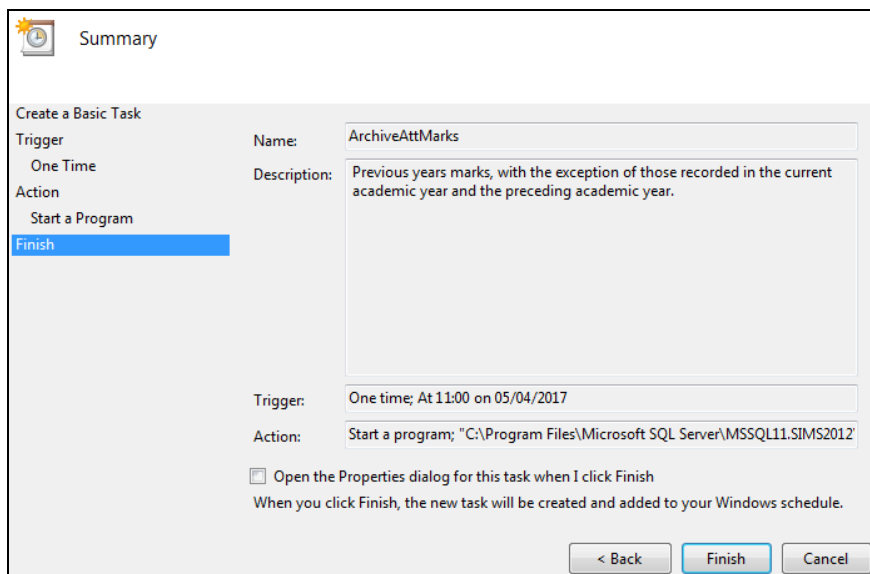 Summary
Create a Basic Task
Trigger
One Time
Action
Start a Program
Finish
Name:
ArchiveAttMarks
Description:
Previous years marks, with the exception of those recorded in the current
academic year and the preceding academic year.
Trigger:
One time; At 11:00 on 05/04/2017
Action:
Start a program; "C:\Program Files\Microsoft SQL Server\MSSQL11.SIMS2012\
Open the Properties dialog for this task when I click Finish
When you click Finish, the new task will be created and added to your Windows schedule.
< Back
Finish
Cancel